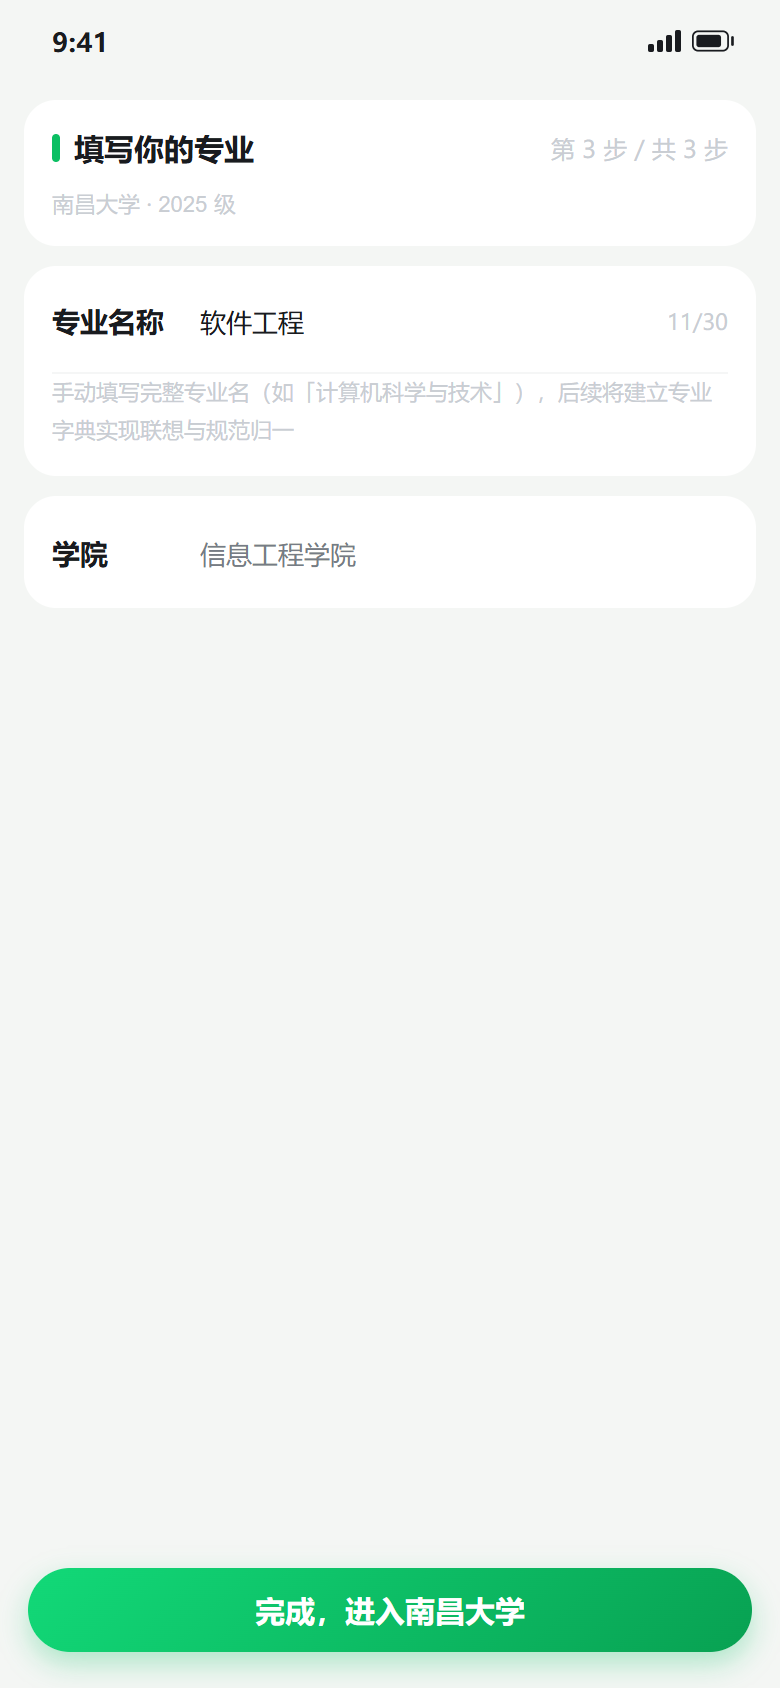 9:41
填写你的专业 第 3 步 / 共 3 步
南昌大学 · 2025 级
专业名称 软件工程 11/30
手动填写完整专业名（如「计算机科学与技术」），后续将建立专业
字典实现联想与规范归一
学院 信息工程学院
完成，进入南昌大学